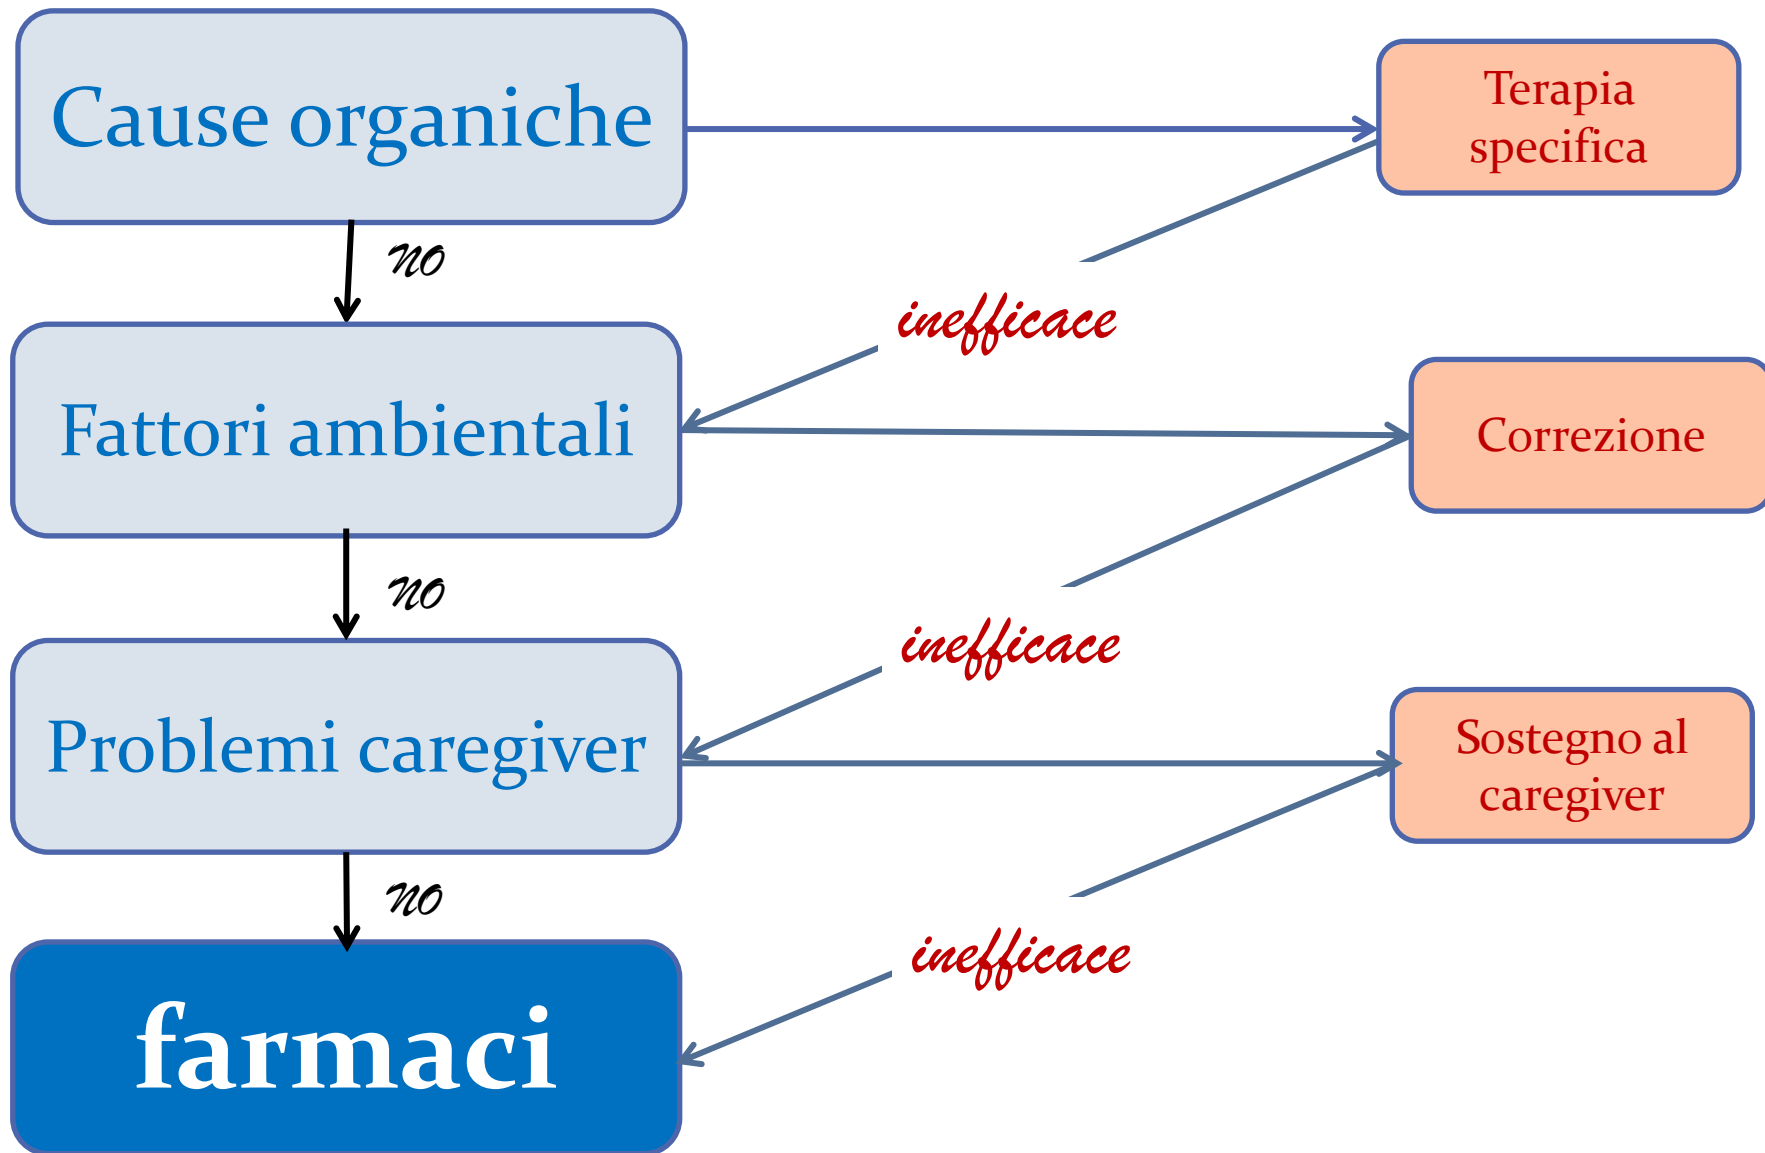 Cause organiche
Terapia
specifica
no
inefficace
Fattori ambientali
Correzione
no
inefficace
Problemi caregiver
Sostegno al
caregiver
no
inefficace
farmaci